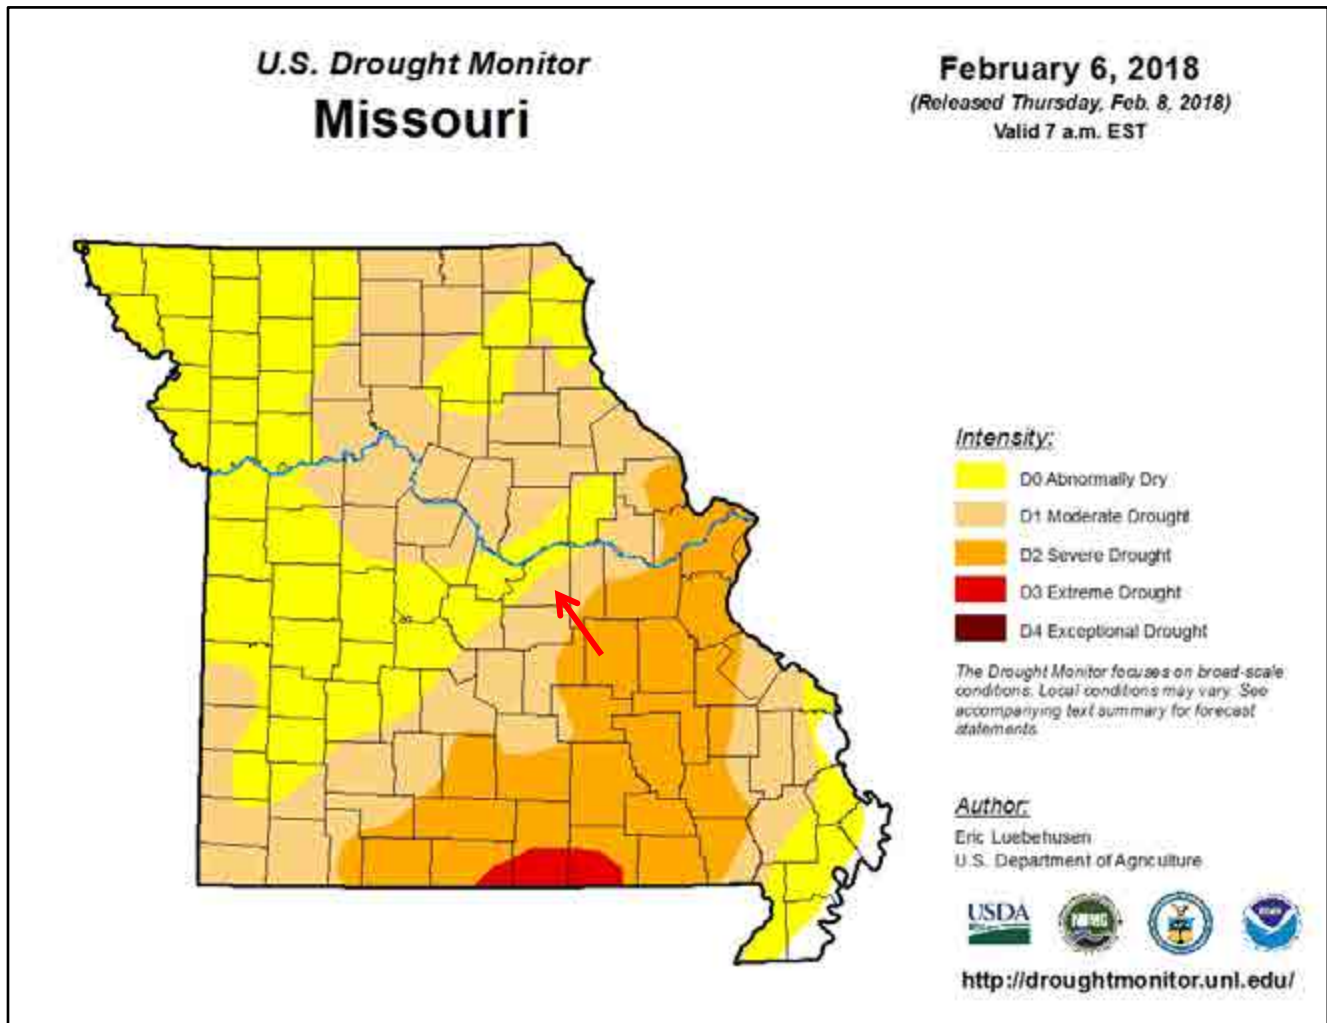 U.S. Drought Monitor
Missouri
February 6, 2018
(Released Thursday, Feb. 8, 2018)
Valid 7 a.m. EST
Intensity:
D0 Abnormally Dry
D1 Moderate Drought
D2 Severe Drought
D3 Extreme Drought
D4 Exceptional Drought
The Drought Monitor focuses on broad-scale
conditions. Local conditions may vary. See
accompanying text summary for forecast
statements.
Author:
Eric Luebehusen
U.S. Department of Agriculture
USDA
NDMC
http://droughtmonitor.unl.edu/